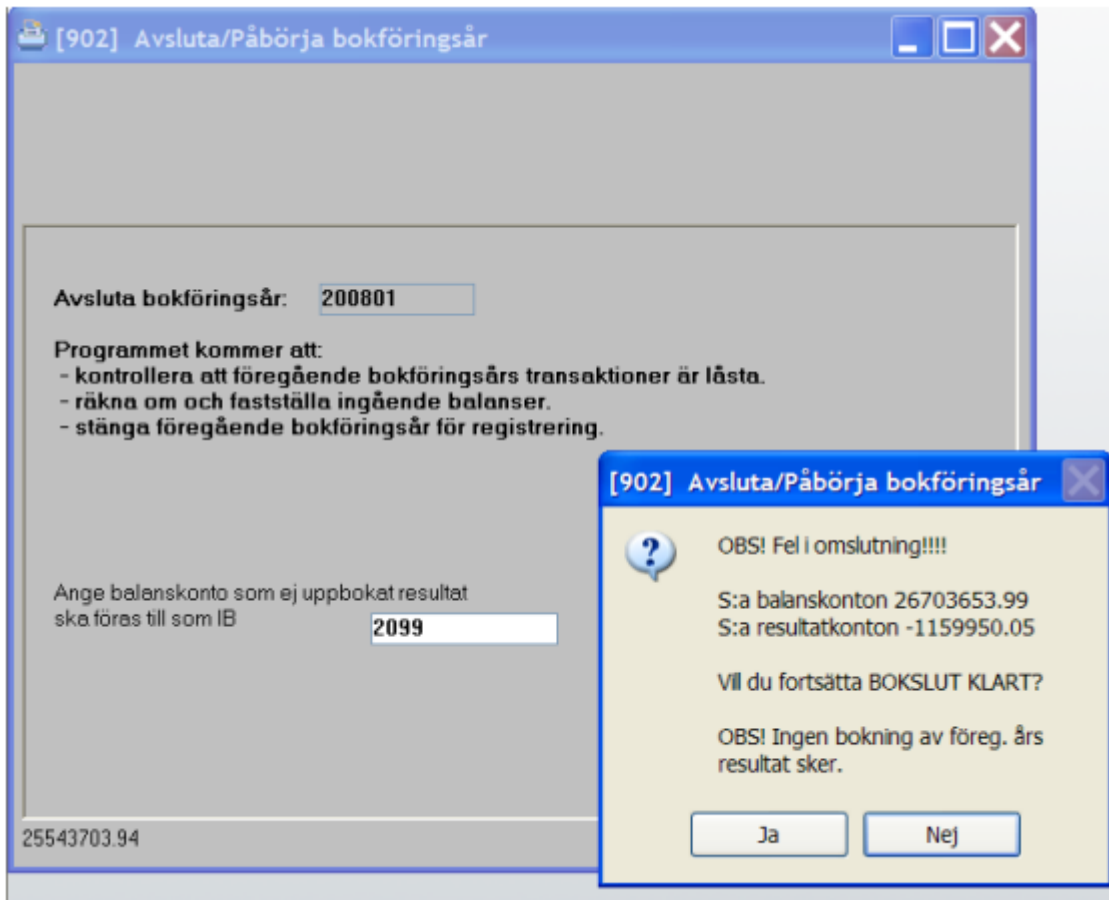 [902] Avsluta/Påbörja bokföringsår
Avsluta bokföringsår: 200801
Programmet kommer att:
- kontrollera att föregående bokföringsårs transaktioner är låsta.
- räkna om och fastställa ingående balanser.
- stänga föregående bokföringsår för registrering.
Ange balanskonto som ej uppbokat resultat
ska föras till som IB 2099
25543703.94
[902] Avsluta/Påbörja bokföringsår
OBS! Fel i omslutning!!!!
S:a balanskonton 26703653.99
S:a resultatkonton -1159950.05
Vill du fortsätta BOKSLUT KLART?
OBS! Ingen bokning av föreg. års
resultat sker.
Ja Nej